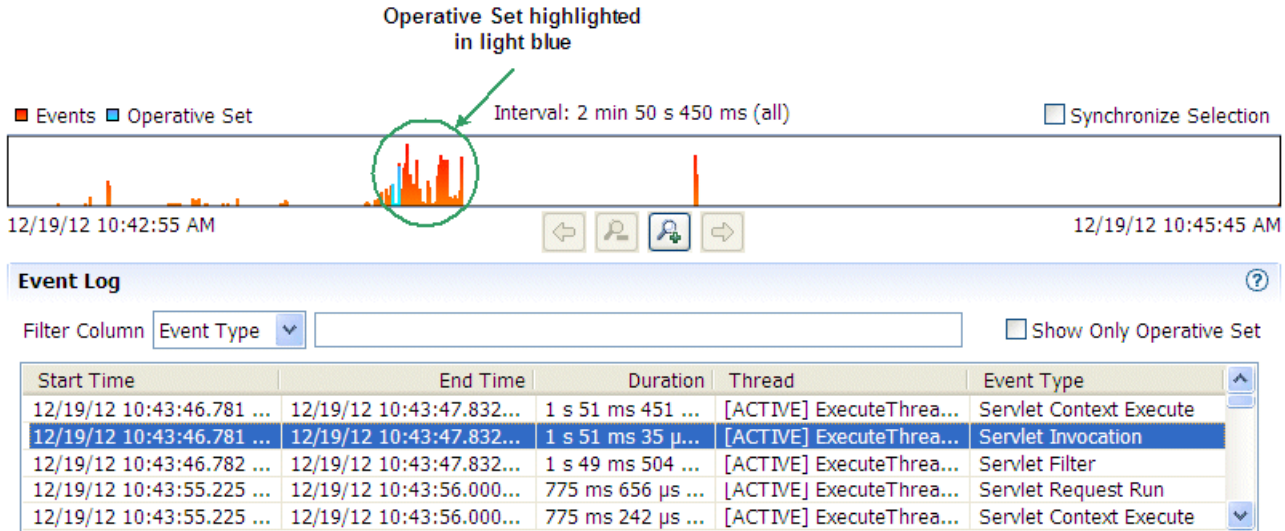 Operative Set highlighted
in light blue
Events Operative Set
Interval: 2 min 50 s 450 ms (all)
Synchronize Selection
12/19/12 10:42:55 AM
12/19/12 10:45:45 AM
Event Log
Filter Column Event Type
Show Only Operative Set
Start Time End Time Duration Thread Event Type
12/19/12 10:43:46.781 ... 12/19/12 10:43:47.832... 1 s 51 ms 451 ... [ACTIVE] ExecuteThrea... Servlet Context Execute
12/19/12 10:43:46.781 ... 12/19/12 10:43:47.832... 1 s 51 ms 35 µ... [ACTIVE] ExecuteThrea... Servlet Invocation
12/19/12 10:43:46.782 ... 12/19/12 10:43:47.832... 1 s 49 ms 504 ... [ACTIVE] ExecuteThrea... Servlet Filter
12/19/12 10:43:55.225 ... 12/19/12 10:43:56.000... 775 ms 656 µs ... [ACTIVE] ExecuteThrea... Servlet Request Run
12/19/12 10:43:55.225 ... 12/19/12 10:43:56.000... 775 ms 242 µs ... [ACTIVE] ExecuteThrea... Servlet Context Execute